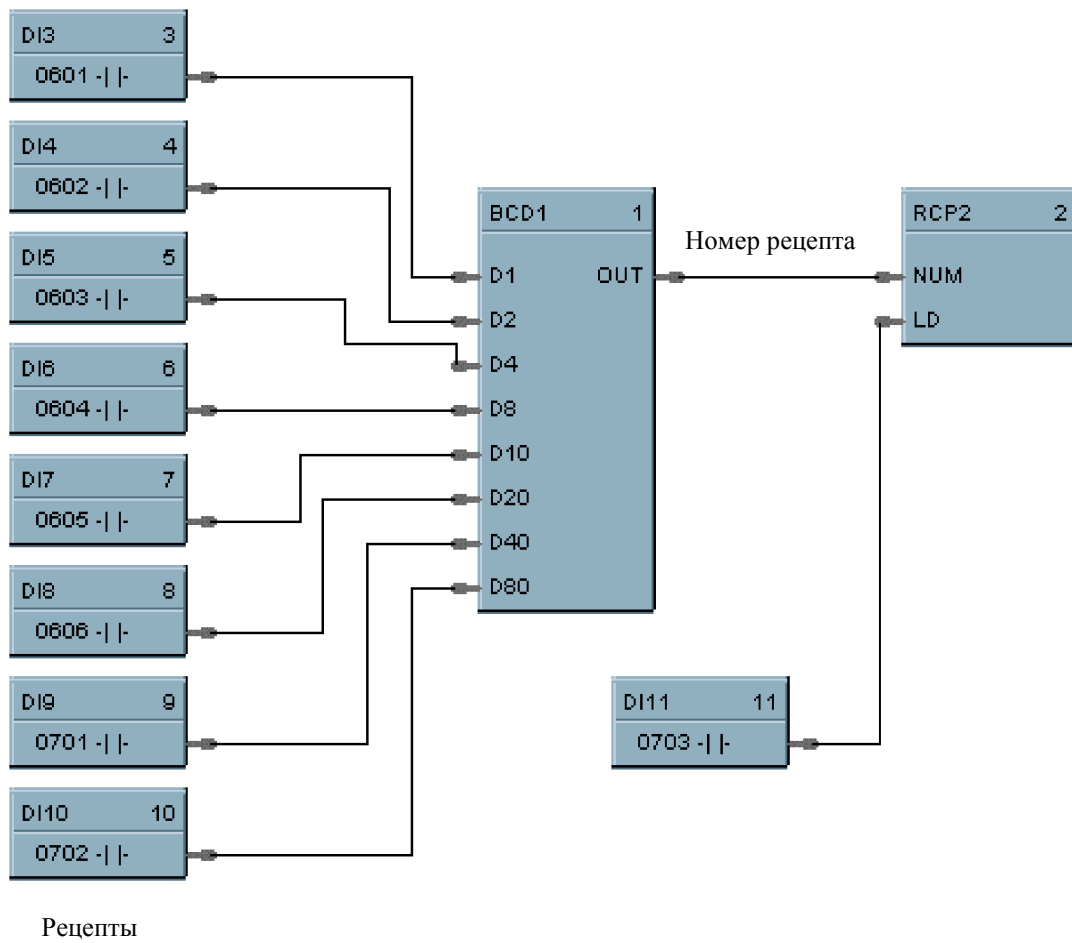 DI3 3
0601 -| |-
DI4 4
0602 -| |-
DI5 5
0603 -| |-
DI6 6
0604 -| |-
DI7 7
0605 -| |-
DI8 8
0606 -| |-
DI9 9
0701 -| |-
DI10 10
0702 -| |-
Рецепты
BCD1 1
D1 OUT
D2
D4
D8
D10
D20
D40
D80
Номер рецепта
RCP2 2
NUM
LD
DI11 11
0703 -| |-